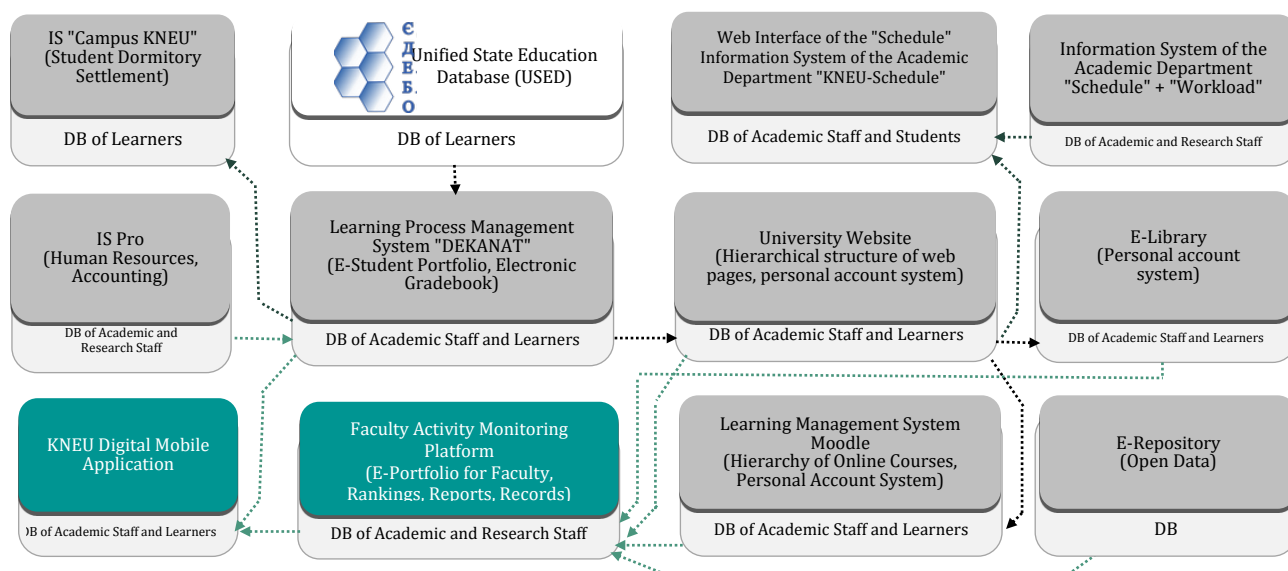 IS "Campus KNEU"
(Student Dormitory
Settlement)
DB of Learners
Є
Д
Е
Б
О
Unified State Education
Database (USED)
DB of Learners
Web Interface of the "Schedule"
Information System of the Academic
Department "KNEU-Schedule"
DB of Academic Staff and Students
Information System of the
Academic Department
"Schedule" + "Workload"
DB of Academic and Research Staff
IS Pro
(Human Resources,
Accounting)
DB of Academic and
Research Staff
Learning Process Management
System "DEKANAT"
(E-Student Portfolio, Electronic
Gradebook)
DB of Academic Staff and Learners
University Website
(Hierarchical structure of web
pages, personal account system)
DB of Academic Staff and Learners
E-Library
(Personal account
system)
DB of Academic Staff and Learners
KNEU Digital Mobile
Application
DB of Academic Staff and Learners
Faculty Activity Monitoring
Platform
(E-Portfolio for Faculty,
Rankings, Reports, Records)
DB of Academic and Research Staff
Learning Management System
Moodle
(Hierarchy of Online Courses,
Personal Account System)
DB of Academic Staff and Learners
E-Repository
(Open Data)
DB